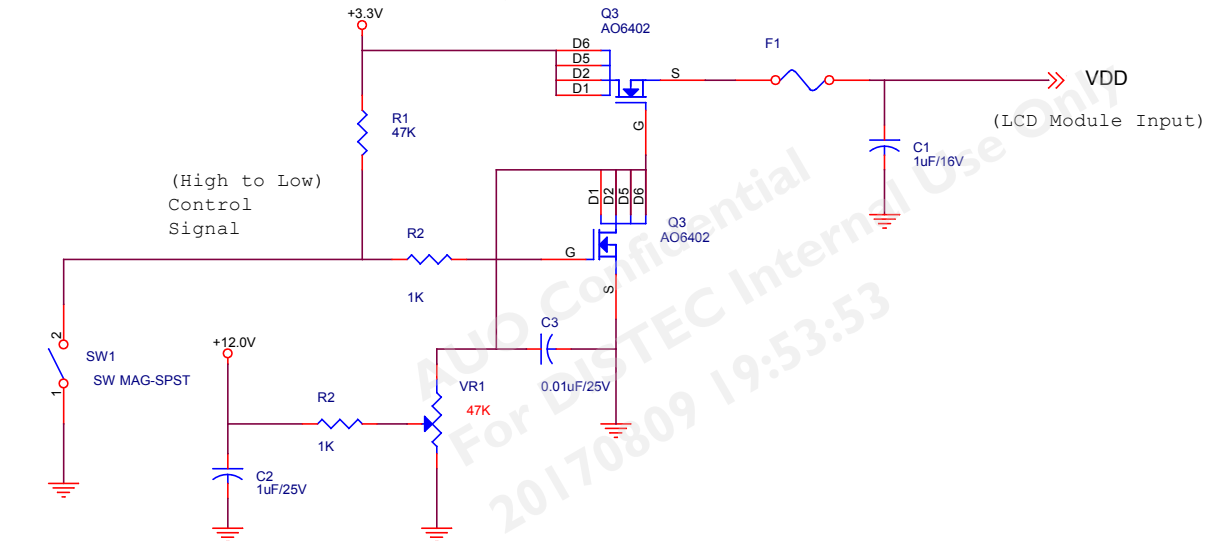 +3.3V
Q3
AO6402
F1
D6
D5
D2
D1
S
VDD
(LCD Module Input)
R1
47K
G
C1
1uF/16V
(High to Low)
Control
Signal
D1
D2
D5
D6
Q3
AO6402
R2
G
1K
S
C3
0.01uF/25V
2
SW1
SW MAG-SPST
1
+12.0V
VR1
47K
R2
1K
C2
1uF/25V
AUO Confidential
For DISTEC Internal Use Only
20170809 19:53:53